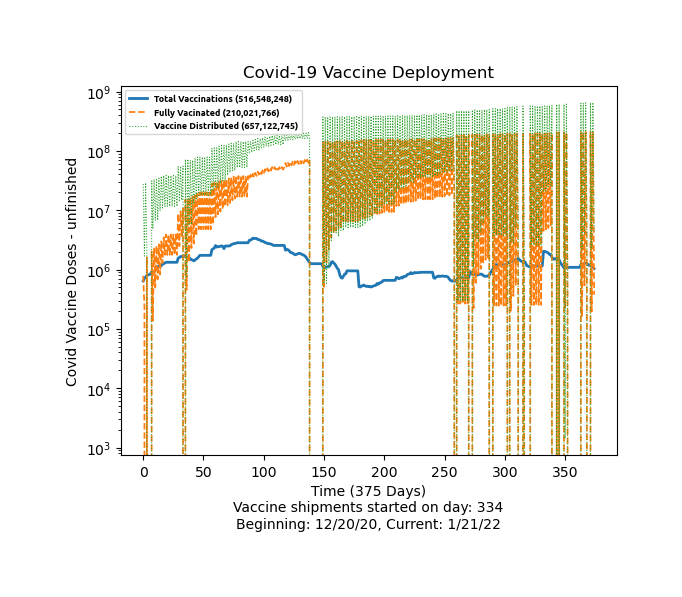 Covid-19 Vaccine Deployment
10⁹
10⁸
10⁷
10⁶
10⁵
10⁴
10³
Covid Vaccine Doses - unfinished
Total Vaccinations (516,548,248)
Fully Vacinated (210,021,766)
Vaccine Distributed (657,122,745)
0 50 100 150 200 250 300 350
Time (375 Days)
Vaccine shipments started on day: 334
Beginning: 12/20/20, Current: 1/21/22